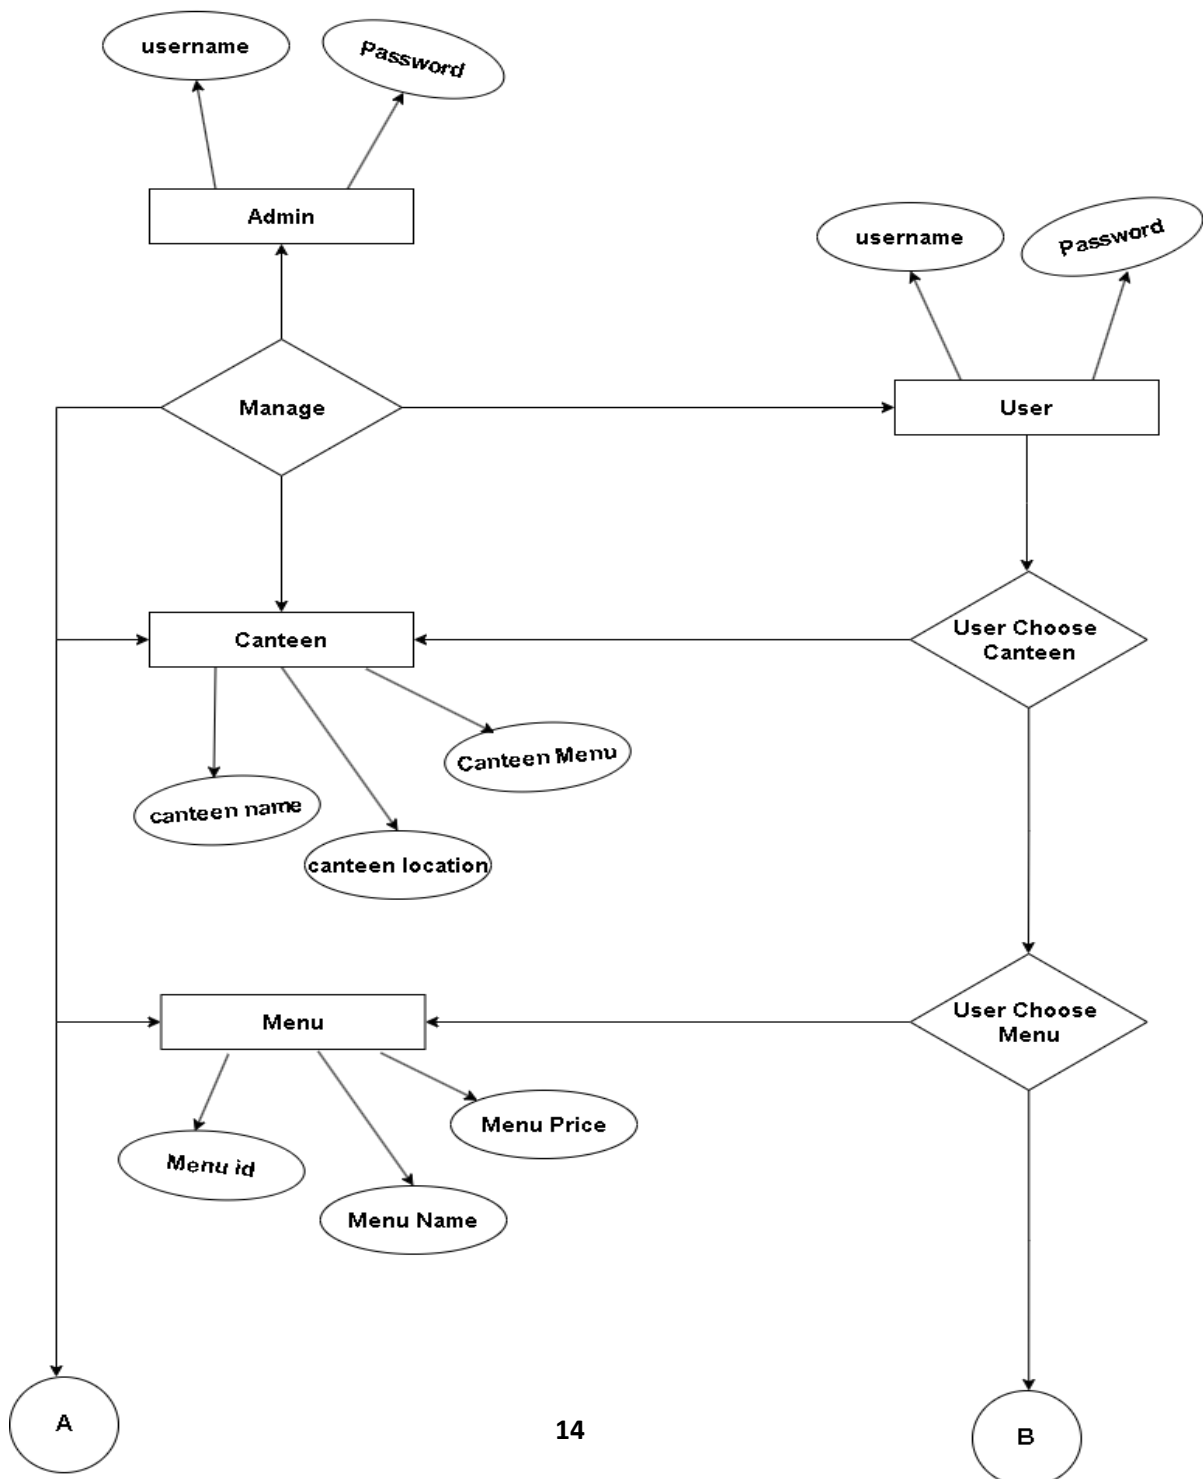 username
Password
Admin
username
Password
Manage
User
Canteen
User Choose
Canteen
Canteen Menu
canteen name
canteen location
Menu
User Choose
Menu
Menu Price
Menu id
Menu Name
A
14
B